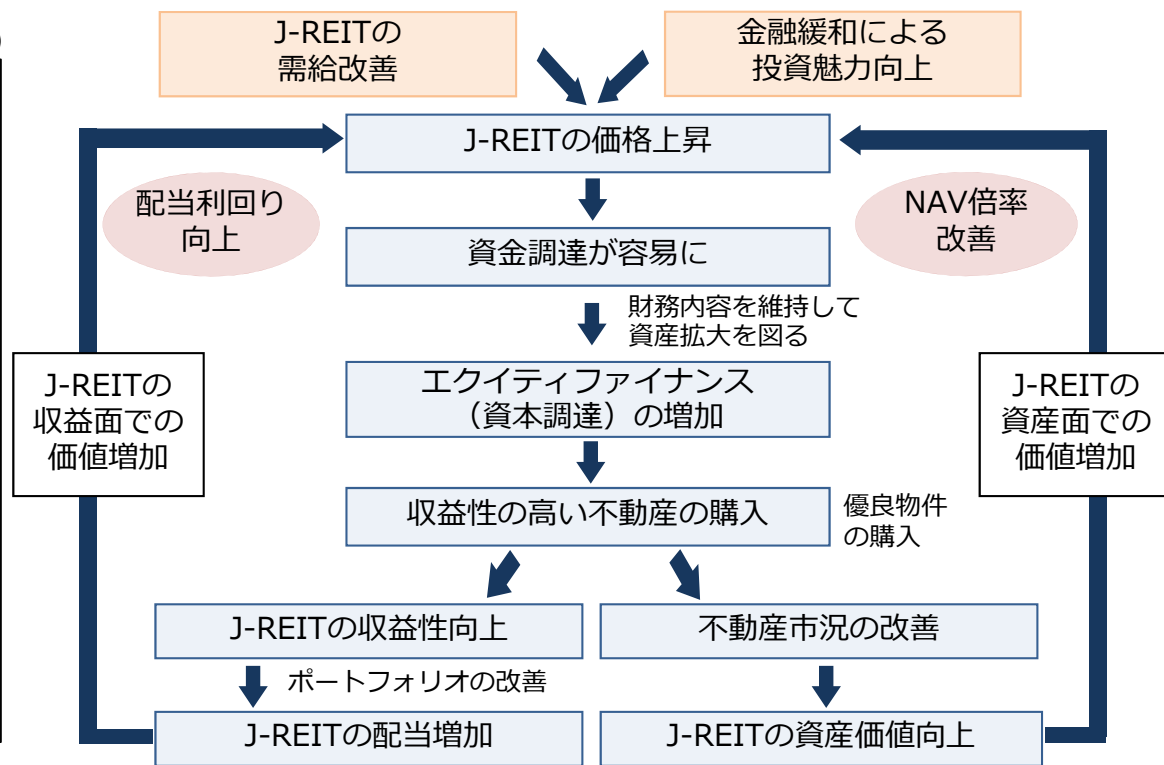 J-REITの
需給改善
金融緩和による
投資魅力向上
J-REITの価格上昇
配当利回り
向上
NAV倍率
改善
資金調達が容易に
財務内容を維持して
資産拡大を図る
J-REITの
収益面での
価値増加
エクイティファイナンス
（資本調達）の増加
J-REITの
資産面での
価値増加
収益性の高い不動産の購入
優良物件
の購入
J-REITの収益性向上
不動産市況の改善
ポートフォリオの改善
J-REITの配当増加
J-REITの資産価値向上